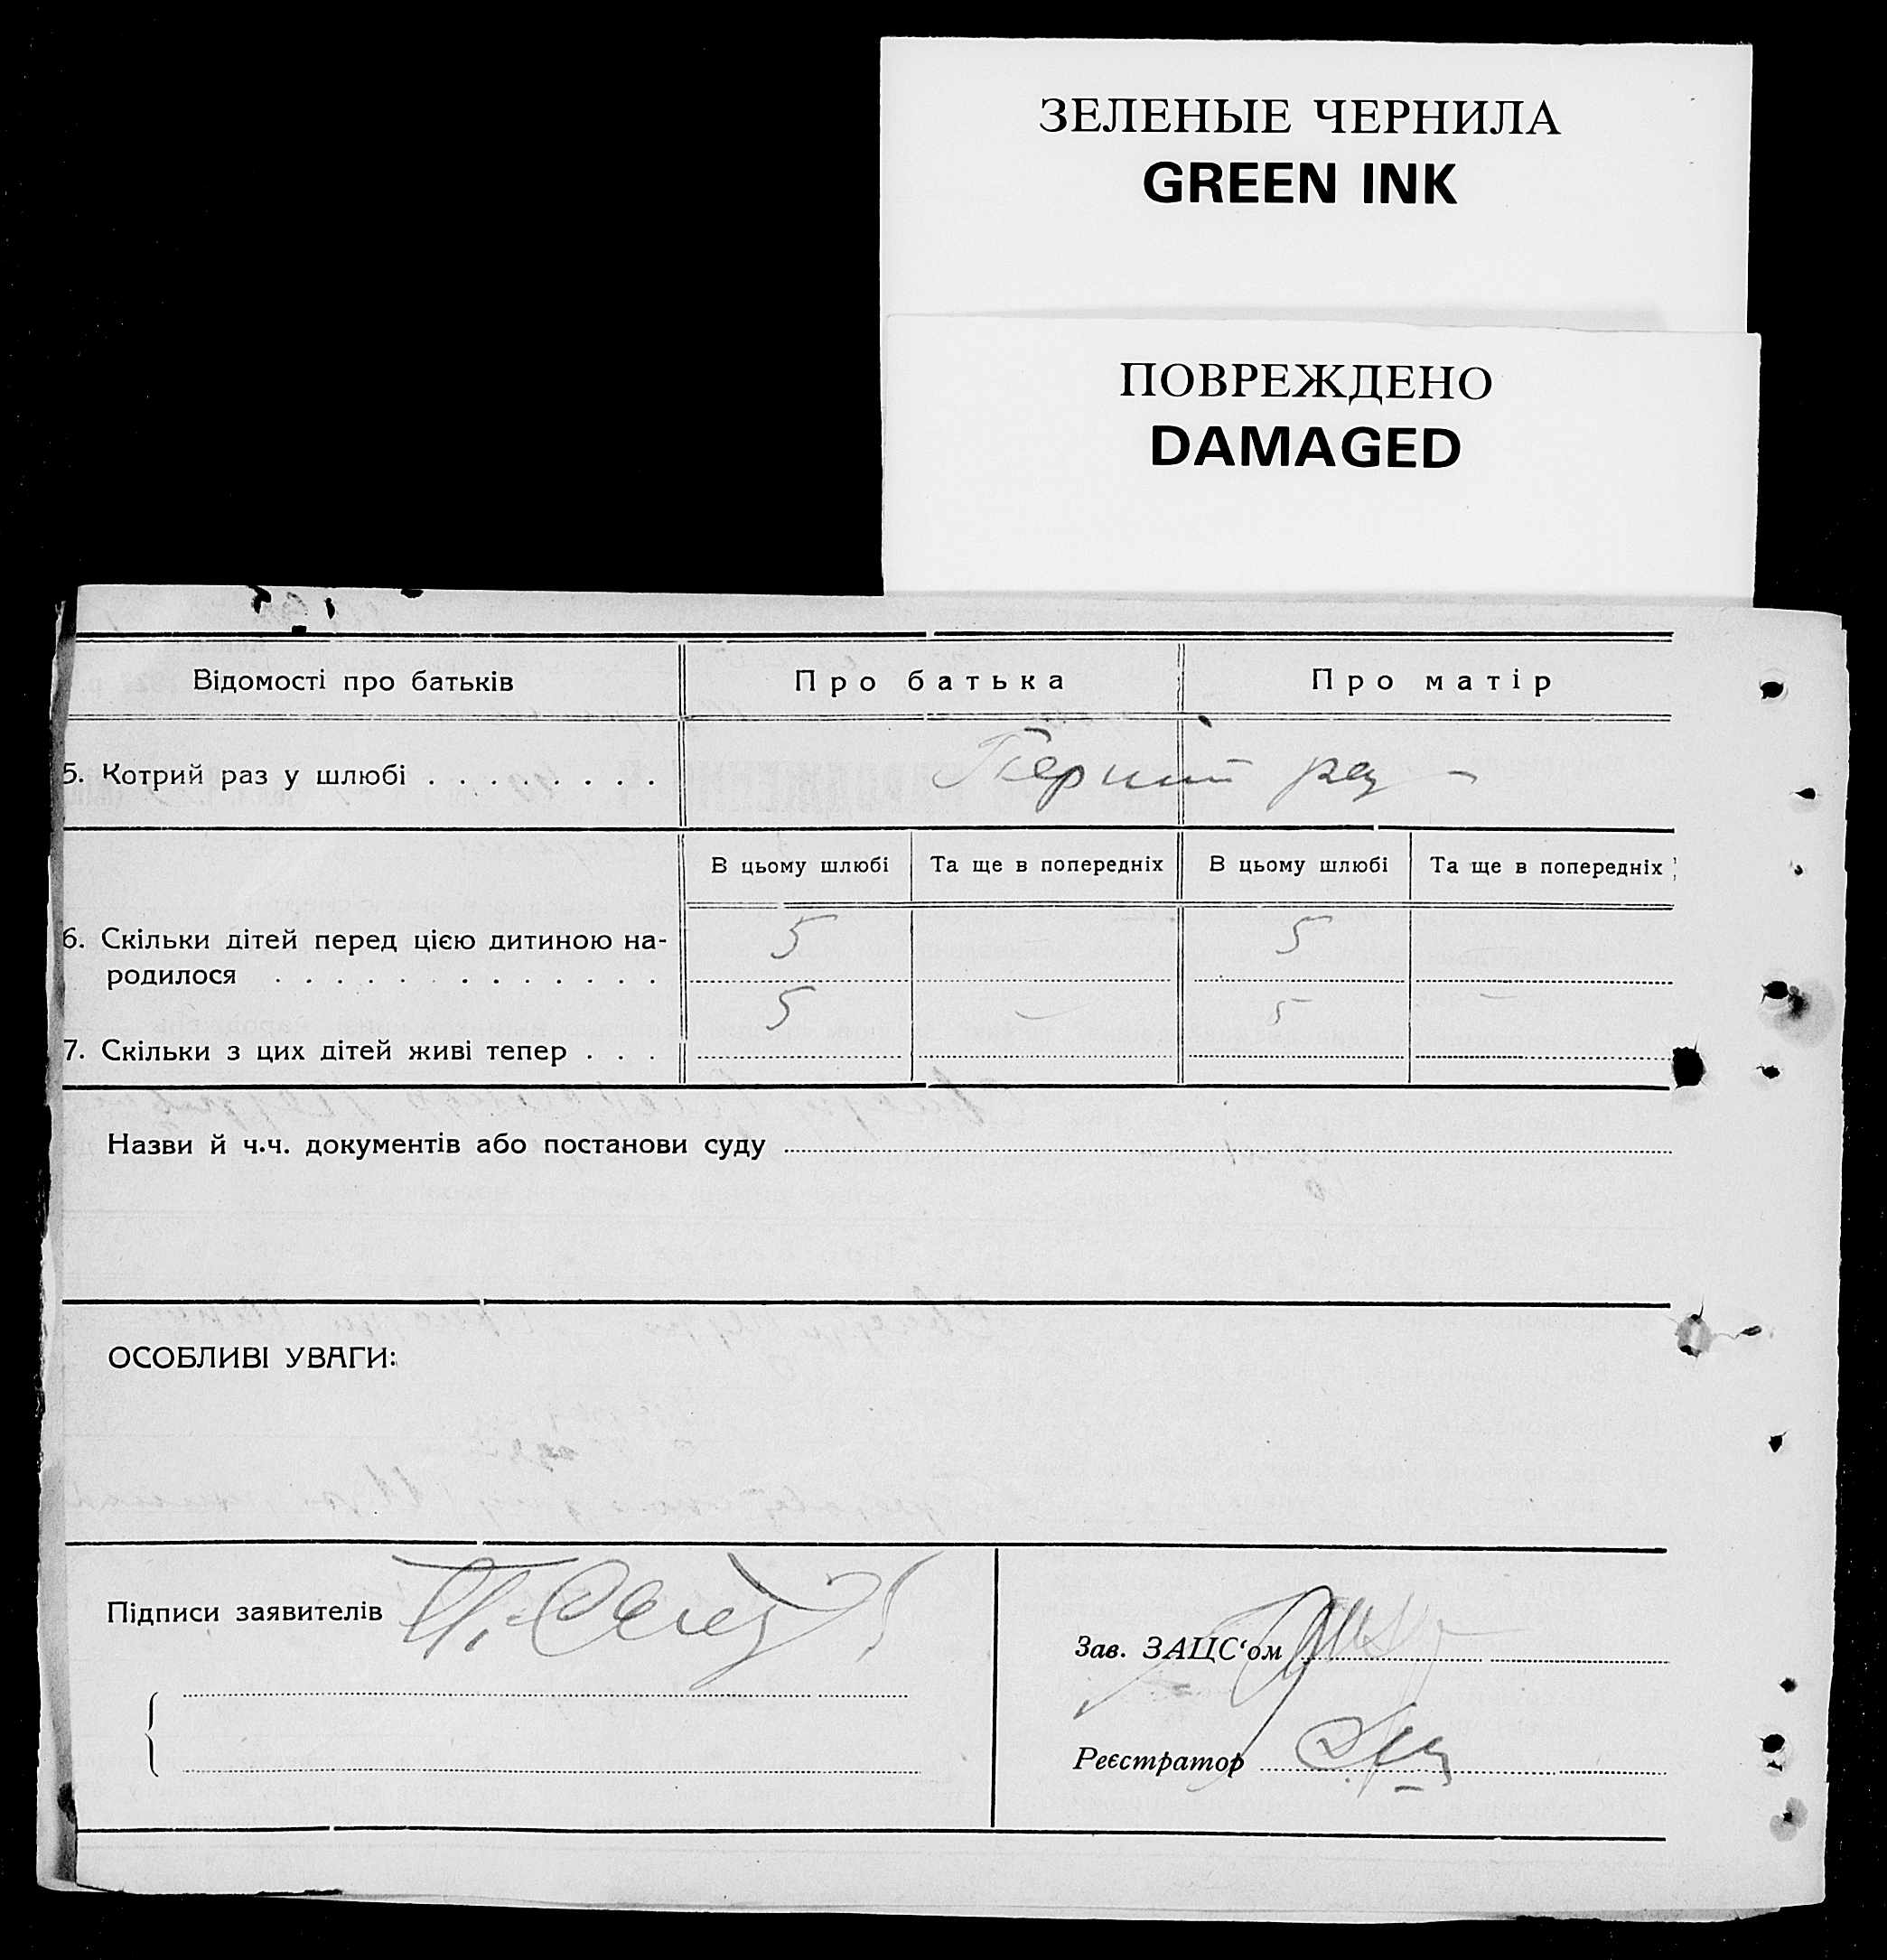 ЗЕЛЕНЫЕ ЧЕРНИЛА
GREEN INK
ПОВРЕЖДЕНО
DAMAGED
Відомості про батьків Про батька Про матір
5. Котрий раз у шлюбі . . . . . . . . Перший раз –
В цьому шлюбі Та ще в попередніх В цьому шлюбі Та ще в попередніх
6. Скільки дітей перед цією дитиною на- 5 5
родилося . . . . . . . . . . . . .
5 – 5 –
7. Скільки з цих дітей живі тепер . . .
Назви й ч.ч. документів або постанови суду
ОСОБЛИВІ УВАГИ:
Підписи заявителів
Зав. ЗАЦС‘ом
Реєстратор